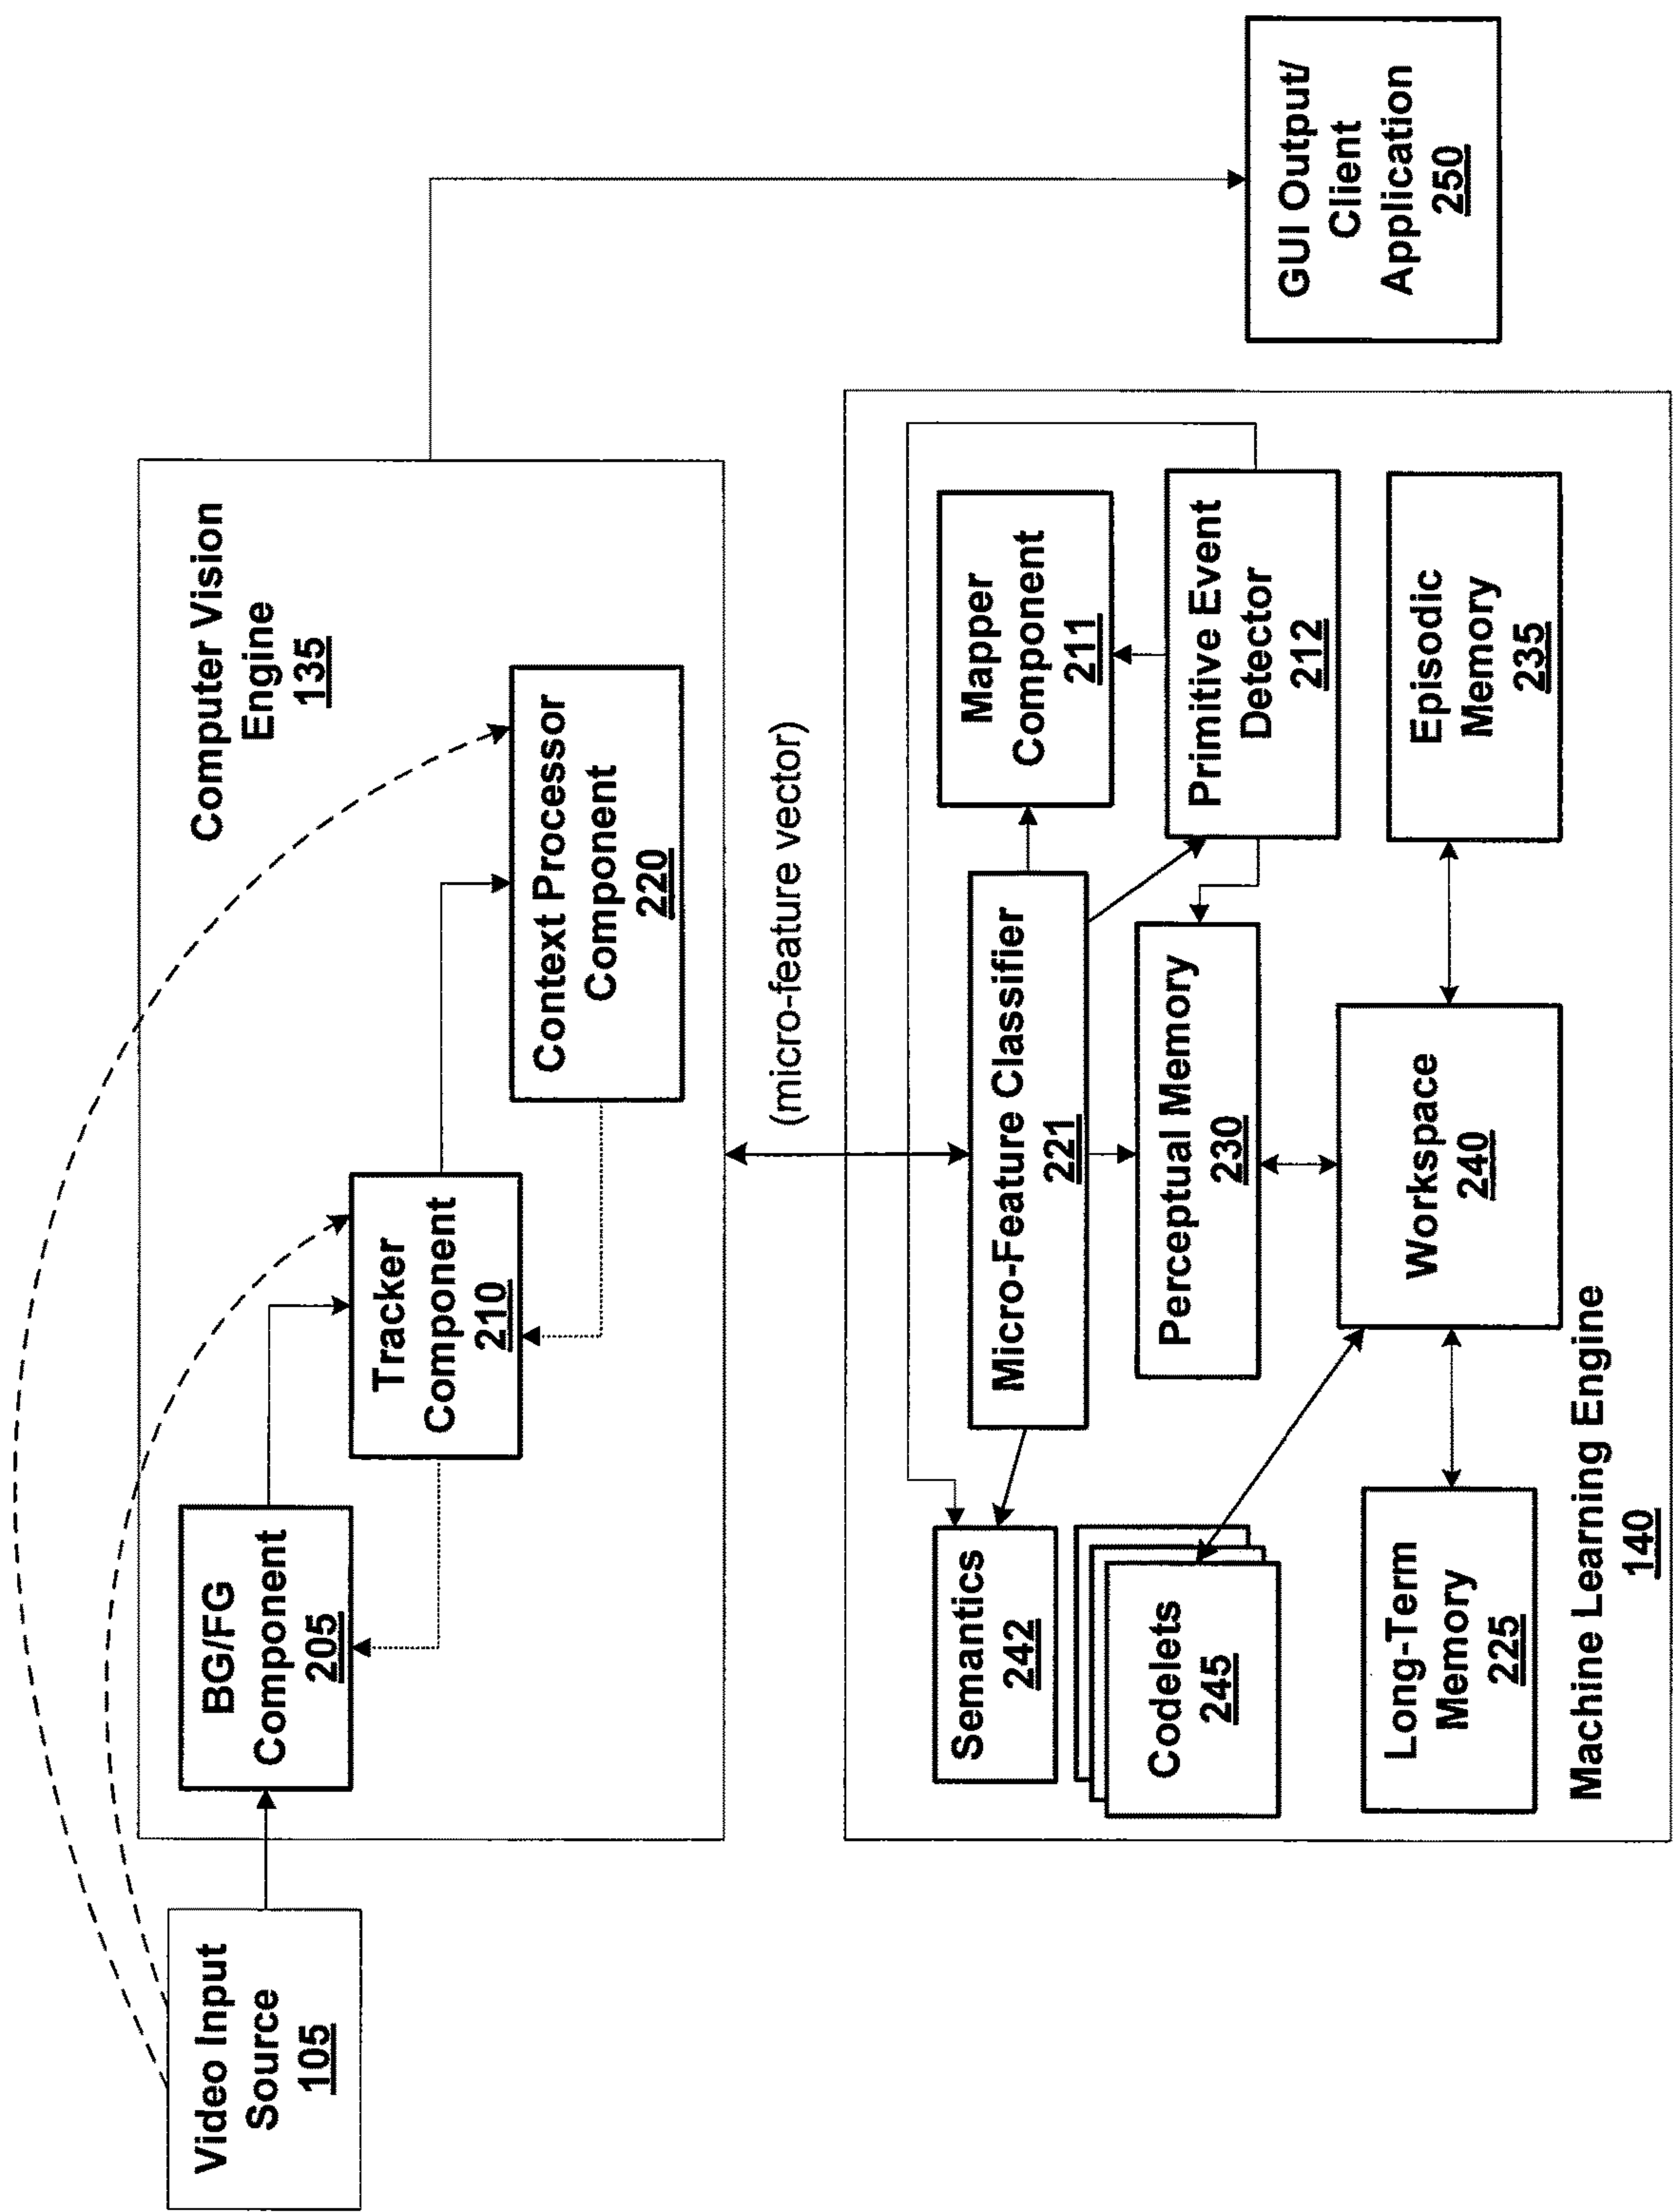 Video Input
Source
105
Computer Vision
Engine
135
BG/FG
Component
205
Tracker
Component
210
Context Processor
Component
220
(micro-feature vector)
GUI Output/
Client
Application
250
Semantics
242
Micro-Feature Classifier
221
Mapper
Component
211
Codelets
245
Perceptual Memory
230
Primitive Event
Detector
212
Long-Term
Memory
225
Workspace
240
Episodic
Memory
235
Machine Learning Engine
140